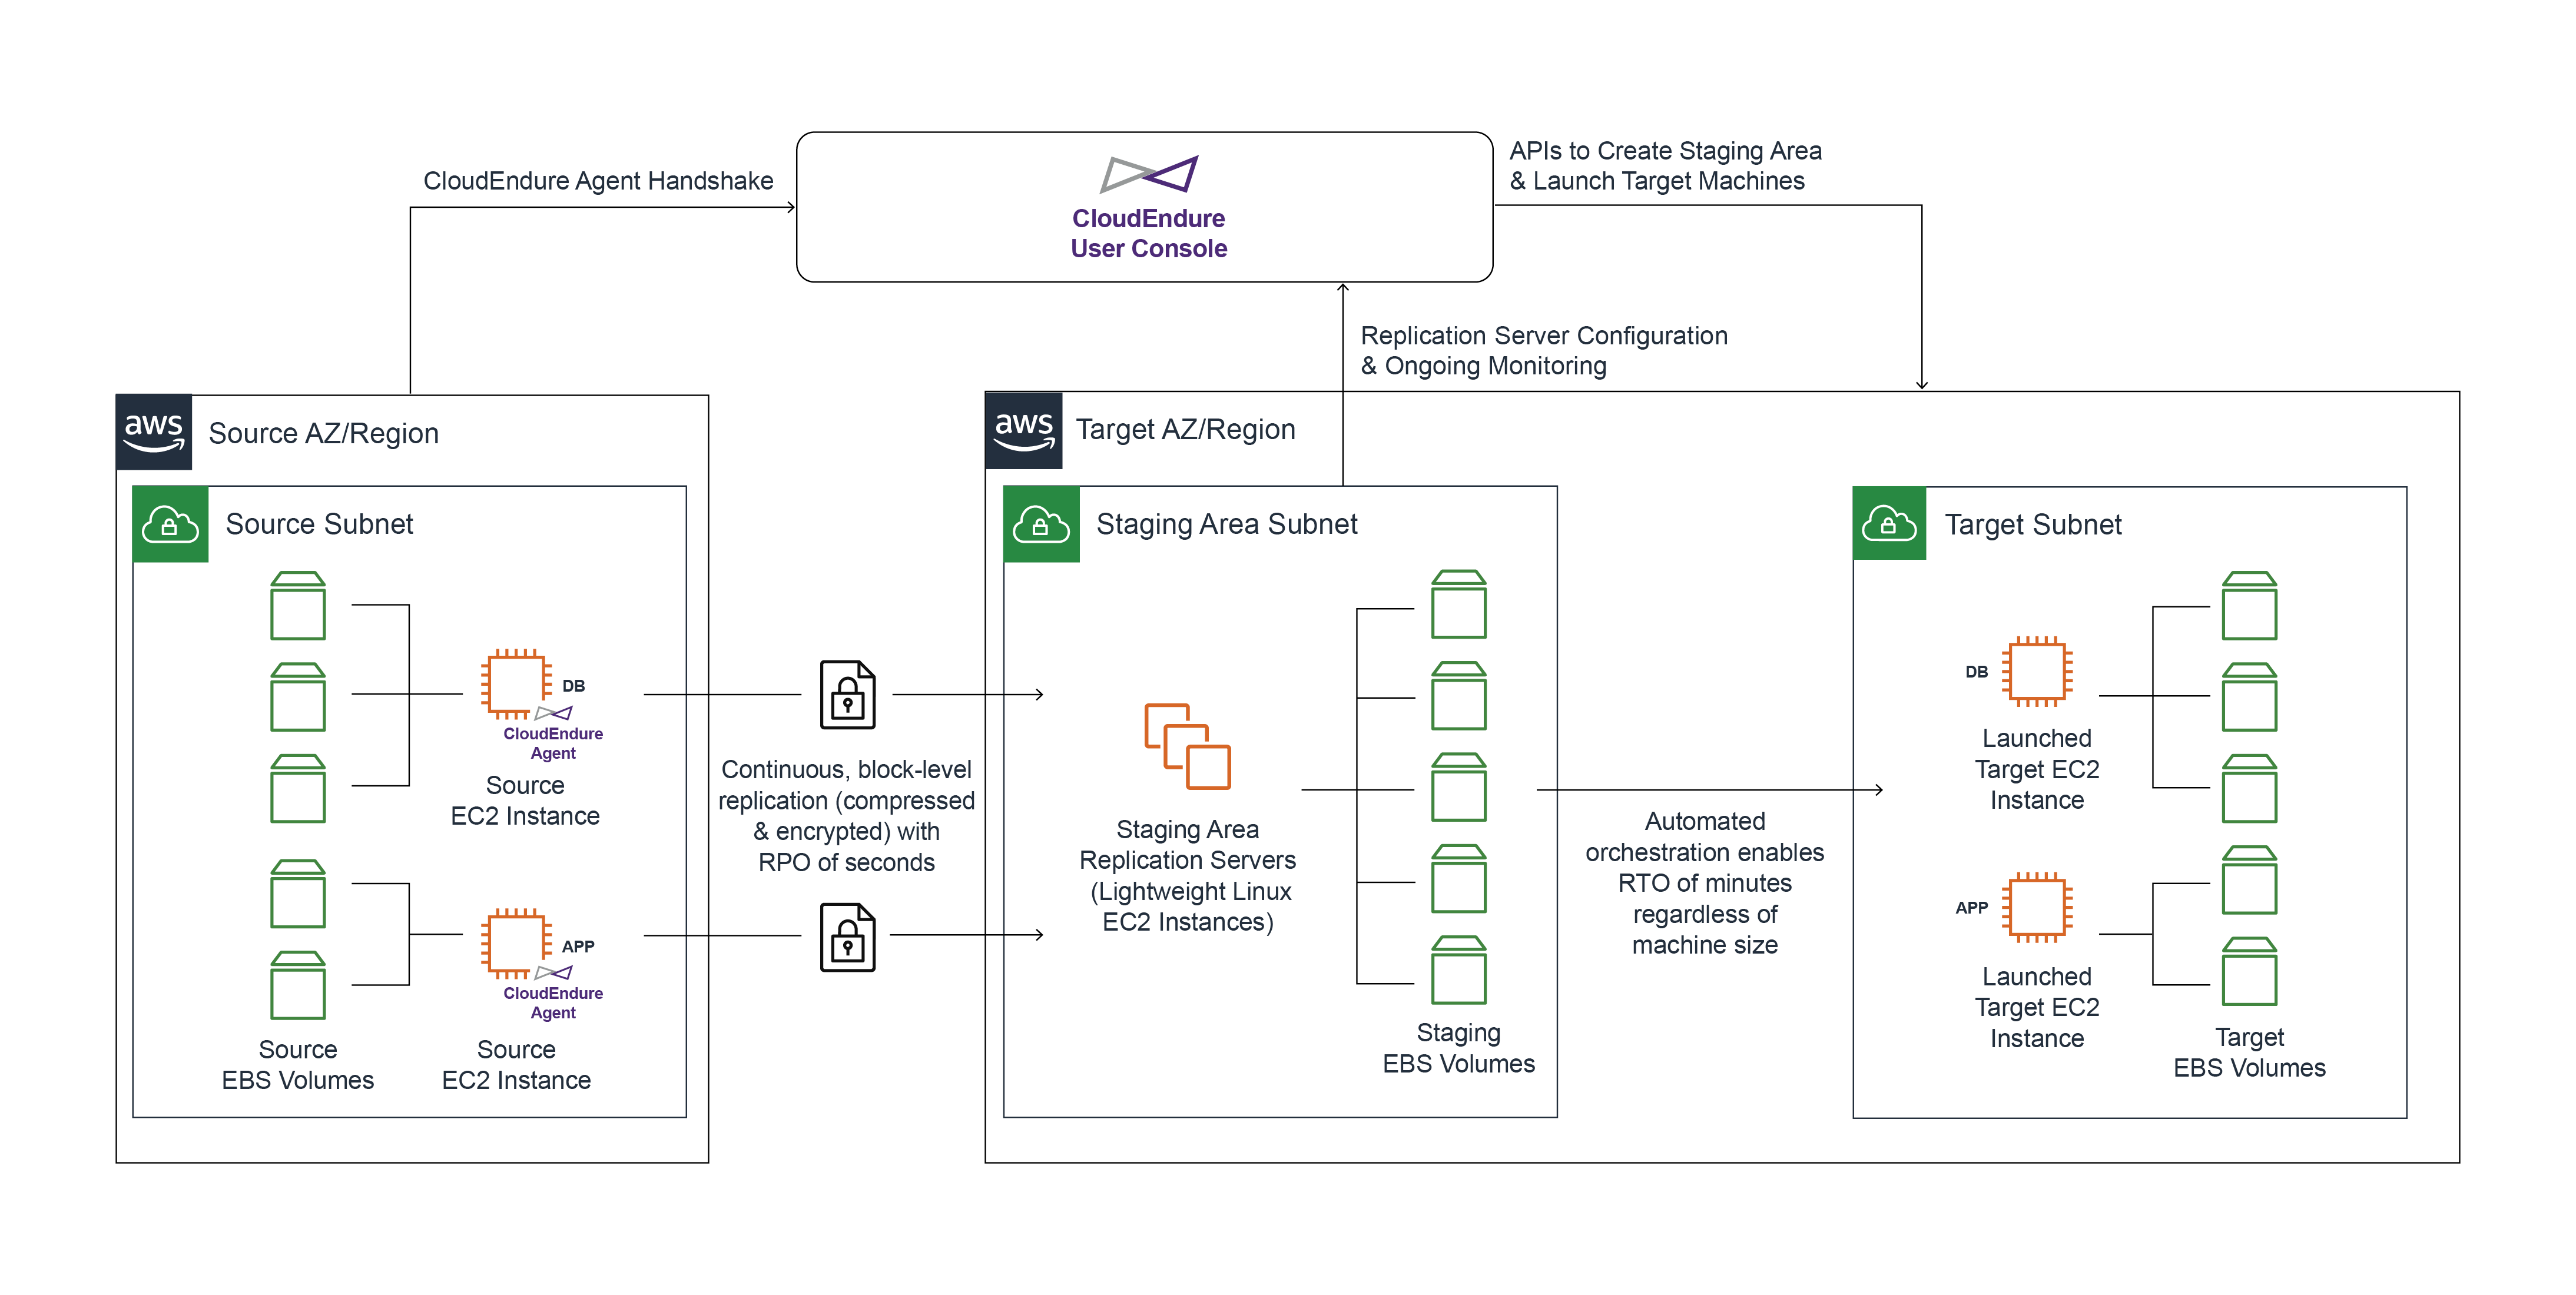 CloudEndure Agent Handshake
CloudEndure
User Console
APIs to Create Staging Area
& Launch Target Machines
Replication Server Configuration
& Ongoing Monitoring
aws
Source AZ/Region
Source Subnet
DB
CloudEndure
Agent
Source
EC2 Instance
APP
CloudEndure
Agent
Source
EBS Volumes
Source
EC2 Instance
Continuous, block-level
replication (compressed
& encrypted) with
RPO of seconds
aws
Target AZ/Region
Staging Area Subnet
Staging Area
Replication Servers
(Lightweight Linux
EC2 Instances)
Staging
EBS Volumes
Automated
orchestration enables
RTO of minutes
regardless of
machine size
Target Subnet
DB
Launched
Target EC2
Instance
APP
Launched
Target EC2
Instance
Target
EBS Volumes